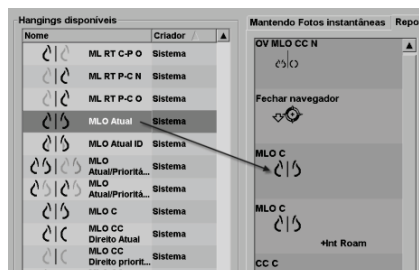 Hangings disponíveis
Nome Criador
ML RT C-P O Sistema
ML RT P-C N Sistema
ML RT P-C O Sistema
MLO Atual Sistema
MLO Atual ID Sistema
MLO
Atual/Prioritá... Sistema
MLO
Atual/Prioritá... Sistema
MLO C Sistema
MLO CC
Direito Atual Sistema
MLO CC
Direito priorit... Sistema
Mantendo Fotos instantâneas Repo
OV MLO CC N
Fechar navegador
MLO C
MLO C
+Int Roam
CC C